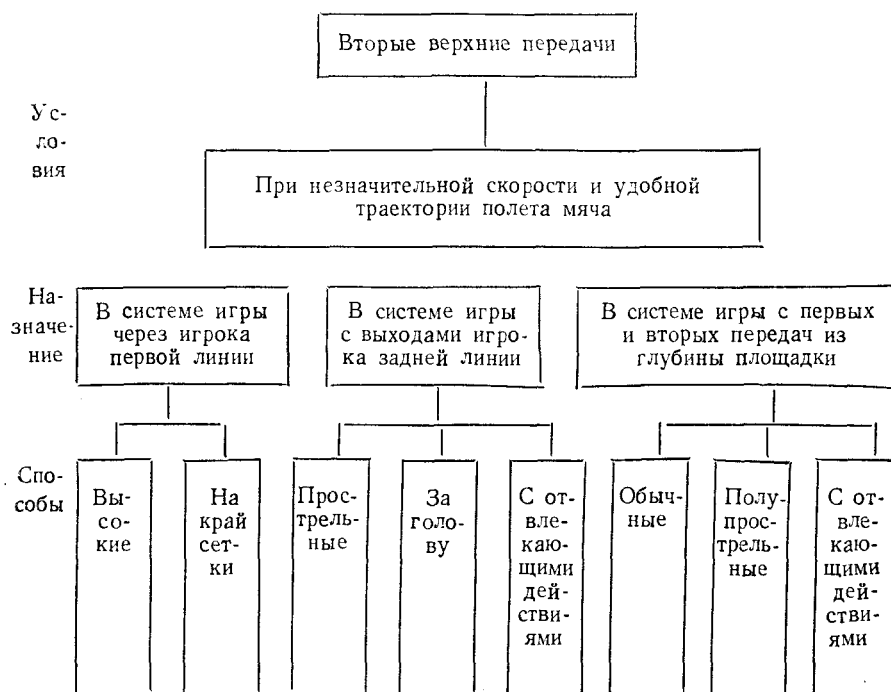 Вторые верхние передачи
Ус-
ло-
вия
При незначительной скорости и удобной
траектории полета мяча
На-
значе-
ние
В системе игры
через игрока
первой линии
В системе игры
с выходами игро-
ка задней линии
В системе игры с первых
и вторых передач из
глубины площадки
Спо-
собы
Вы-
со-
кие
На
край
сет-
ки
Прос-
трель-
ные
За
голо-
ву
С от-
влe-
каю-
щими
дей-
стви-
ями
Обыч-
ные
Полу-
прос-
трель-
ные
С от-
вле-
каю-
щими
дей-
стви-
ями